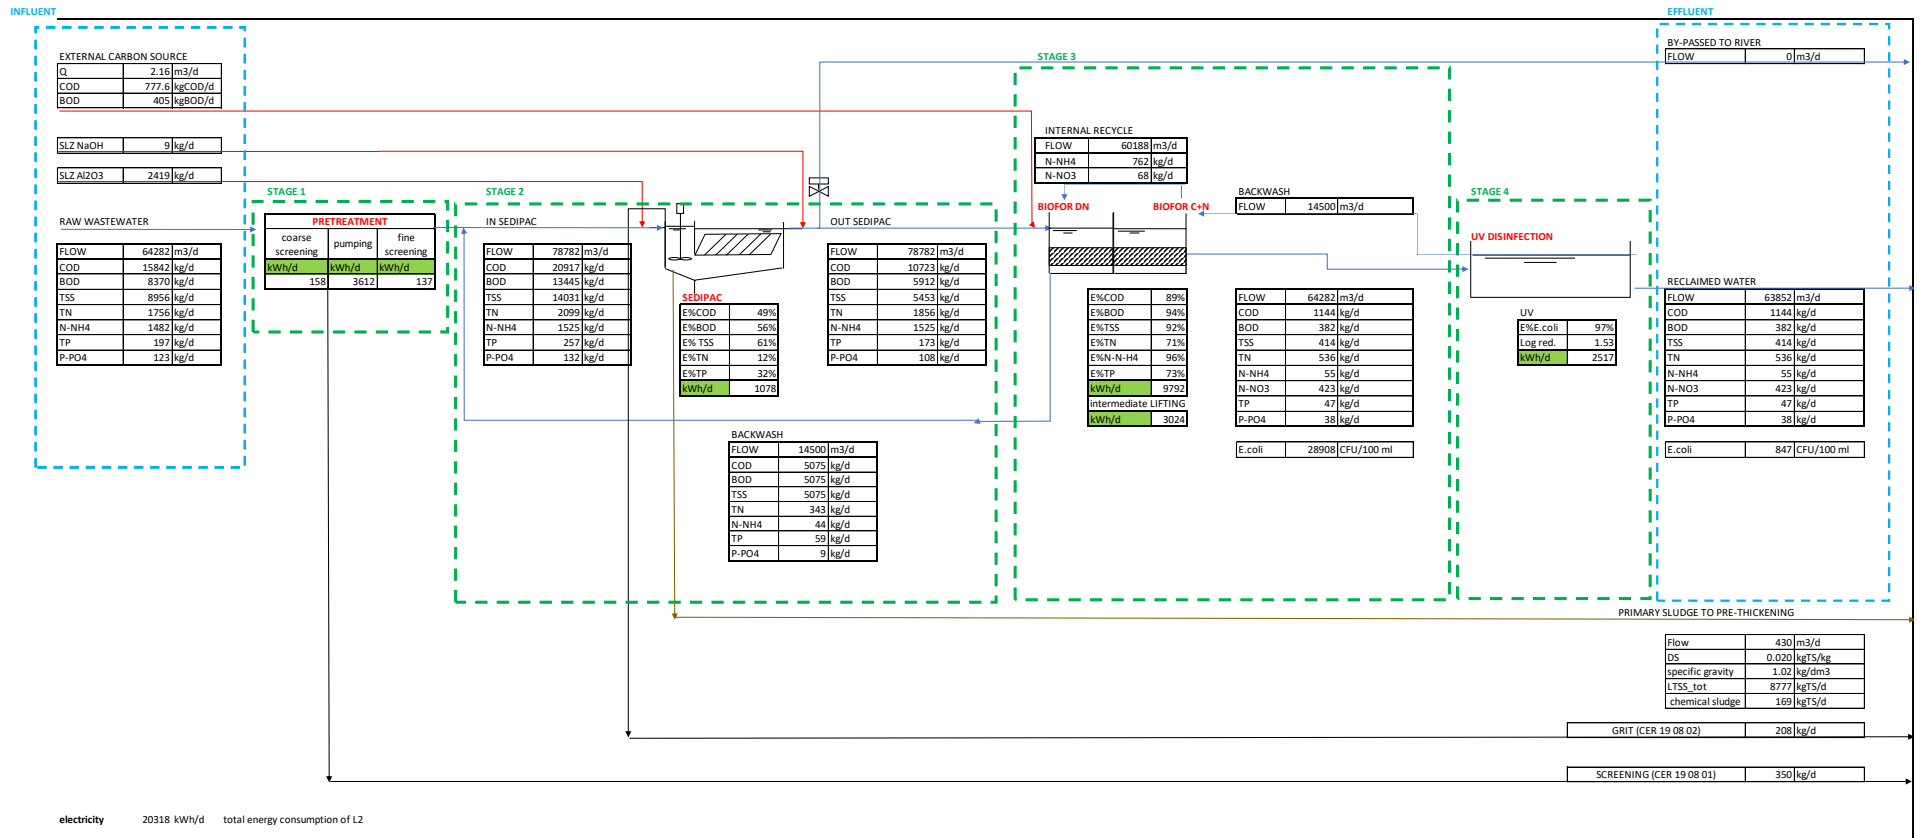 INFLUENT
EFFLUENT
EXTERNAL CARBON SOURCE
Q 2.16 m3/d
COD 777.6 kgCOD/d
BOD 405 kgBOD/d
SLZ NaOH 9 kg/d
SLZ Al2O3 2419 kg/d
RAW WASTEWATER
FLOW 64282 m3/d
COD 15842 kg/d
BOD 8370 kg/d
TSS 8956 kg/d
TN 1756 kg/d
N-NH4 1482 kg/d
TP 197 kg/d
P-PO4 123 kg/d
STAGE 1
PRETREATMENT
coarse screening pumping fine screening
kWh/d kWh/d kWh/d
158 3612 137
STAGE 2
IN SEDIPAC
FLOW 78782 m3/d
COD 20917 kg/d
BOD 13445 kg/d
TSS 14031 kg/d
TN 2099 kg/d
N-NH4 1525 kg/d
TP 257 kg/d
P-PO4 132 kg/d
SEDIPAC
E%COD 49%
E%BOD 56%
E% TSS 61%
E%TN 12%
E%TP 32%
kWh/d 1078
OUT SEDIPAC
FLOW 78782 m3/d
COD 10723 kg/d
BOD 5912 kg/d
TSS 5453 kg/d
TN 1856 kg/d
N-NH4 1525 kg/d
TP 173 kg/d
P-PO4 108 kg/d
BACKWASH
FLOW 14500 m3/d
COD 5075 kg/d
BOD 5075 kg/d
TSS 5075 kg/d
TN 343 kg/d
N-NH4 44 kg/d
TP 59 kg/d
P-PO4 9 kg/d
STAGE 3
INTERNAL RECYCLE
FLOW 60188 m3/d
N-NH4 762 kg/d
N-NO3 68 kg/d
BIOFOR DN
BIOFOR C+N
BACKWASH
FLOW 14500 m3/d
E%COD 89%
E%BOD 94%
E%TSS 92%
E%TN 71%
E%N-N-H4 96%
E%TP 73%
kWh/d 9792
intermediate LIFTING
kWh/d 3024
FLOW 64282 m3/d
COD 1144 kg/d
BOD 382 kg/d
TSS 414 kg/d
TN 536 kg/d
N-NH4 55 kg/d
N-NO3 423 kg/d
TP 47 kg/d
P-PO4 38 kg/d
E.coli 28908 CFU/100 ml
STAGE 4
UV DISINFECTION
UV
E%E.coli 97%
Log red. 1.53
kWh/d 2517
BY-PASSED TO RIVER
FLOW 0 m3/d
RECLAIMED WATER
FLOW 63852 m3/d
COD 1144 kg/d
BOD 382 kg/d
TSS 414 kg/d
TN 536 kg/d
N-NH4 55 kg/d
N-NO3 423 kg/d
TP 47 kg/d
P-PO4 38 kg/d
E.coli 847 CFU/100 ml
PRIMARY SLUDGE TO PRE-THICKENING
Flow 430 m3/d
DS 0.020 kgTS/kg
specific gravity 1.02 kg/dm3
LTSS_tot 8777 kgTS/d
chemical sludge 169 kgTS/d
GRIT (CER 19 08 02) 208 kg/d
SCREENING (CER 19 08 01) 350 kg/d
electricity 20318 kWh/d total energy consumption of L2